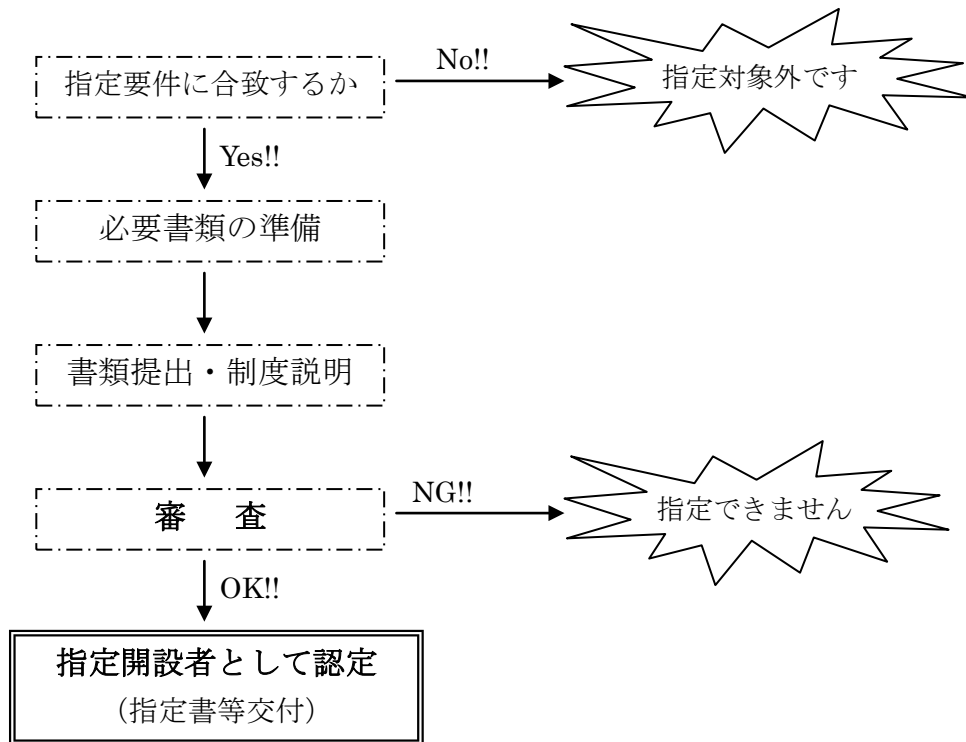 指定要件に合致するか
No!!
指定対象外です
Yes!!
必要書類の準備
書類提出・制度説明
審　査
NG!!
指定できません
OK!!
指定開設者として認定
（指定書等交付）